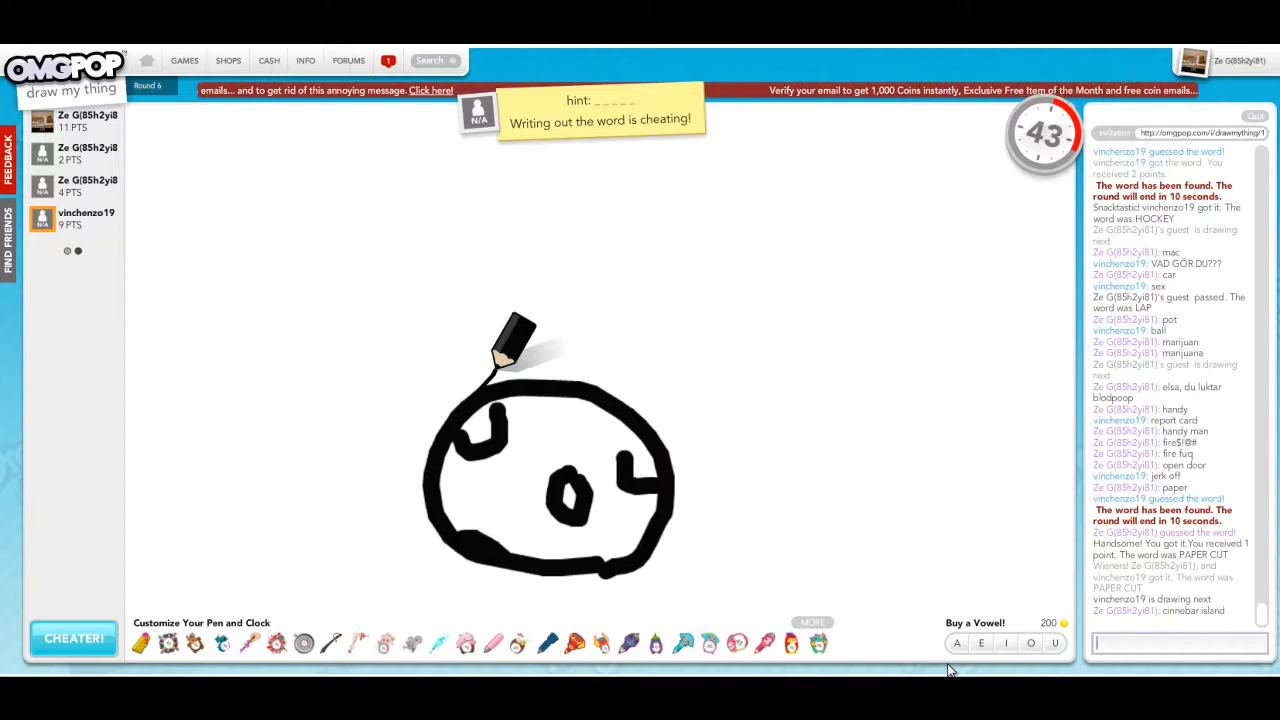 OMGPOP™
GAMES
SHOPS
CASH
INFO
FORUMS
1
Search
Ze G(85h2yi81)
draw my thing
Round 6
emails... and to get rid of this annoying message. Click here!
Verify your email to get 1,000 Coins instantly, Exclusive Free Item of the Month and free coin emails...
N/A
hint: _ _ _ _ _
Writing out the word is cheating!
43
FEEDBACK
FIND FRIENDS
Ze G(85h2yi8
11 PTS
N/A
Ze G(85h2yi8
2 PTS
N/A
Ze G(85h2yi8
4 PTS
N/A
vinchenzo19
9 PTS
CHEATER!
Quit
Invitation
http://omgpop.com/i/drawmything/1
vinchenzo19 guessed the word!
vinchenzo19 got the word. You
received 2 points.
The word has been found. The
round will end in 10 seconds.
Snacktastic! vinchenzo19 got it. The
word was HOCKEY
Ze G(85h2yi81)'s guest is drawing
next
Ze G(85h2yi81): mac
vinchenzo19: VAD GÖR DU???
Ze G(85h2yi81): car
vinchenzo19: sex
Ze G(85h2yi81)'s guest passed. The
word was LAP
Ze G(85h2yi81): pot
vinchenzo19: ball
Ze G(85h2yi81): marijuan
Ze G(85h2yi81): marijuana
Ze G(85h2yi81)'s guest is drawing
next
Ze G(85h2yi81): elsa, du luktar
blodpoop
Ze G(85h2yi81): handy
vinchenzo19: report card
Ze G(85h2yi81): handy man
Ze G(85h2yi81): fire$!@#
Ze G(85h2yi81): fire fuq
Ze G(85h2yi81): open door
vinchenzo19: jerk off
Ze G(85h2yi81): paper
vinchenzo19 guessed the word!
The word has been found. The
round will end in 10 seconds.
Ze G(85h2yi81) guessed the word!
Handsome! You got it.You received 1
point. The word was PAPER CUT
Wieners! Ze G(85h2yi81), and
vinchenzo19 got it. The word was
PAPER CUT
vinchenzo19 is drawing next
Ze G(85h2yi81): cinnebar island
Customize Your Pen and Clock
MORE
Buy a Vowel!
200
A E I O U